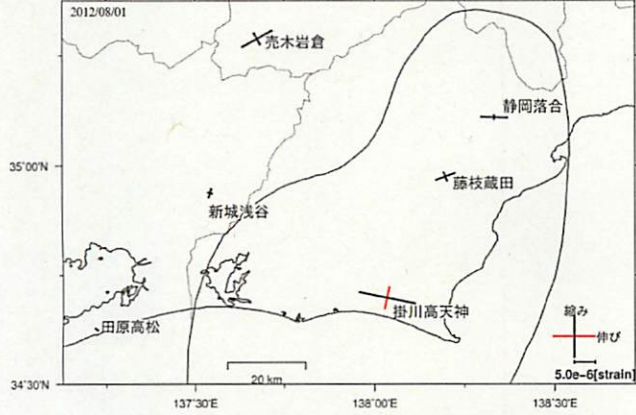 2012/08/01
売木岩倉
静岡落合
35°00'N
藤枝蔵田
新城浅谷
掛川高天神
縮み
田原高松
伸び
20 km
5.0e-6[strain]
34°30'N
137°30'E
138°00'E
138°30'E